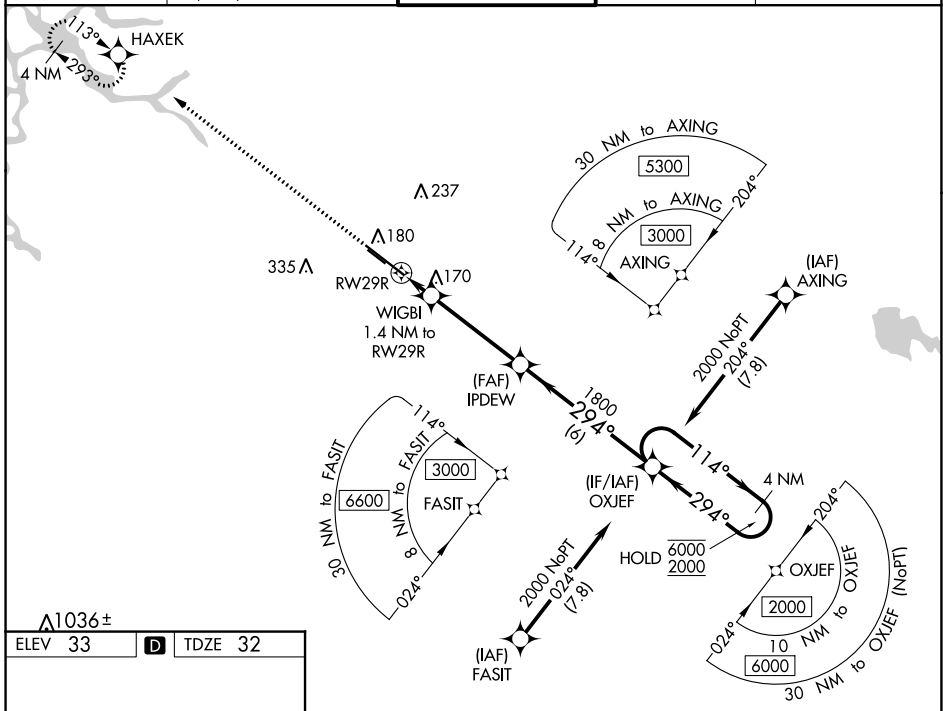 113°
HAXEK
4 NM
293°
30 NM to AXING
5300
8 NM to AXING
204°
3000
114°
AXING
237
180
335
RW29R
170
WIGBI
1.4 NM to
RW29R
(IAF)
AXING
2000 NoPT
204°
(7.8)
(FAF)
IPDEW
1800
294°
(6)
114°
30 NM to FASIT
8 NM to FASIT
3000
6600
FASIT
024°
(IF/IAF)
OXJEF
114°
4 NM
294°
HOLD 6000
2000
204°
OXJEF
2000
024°
10 NM to OXJEF
6000
30 NM to OXJEF (NoPT)
2000 NoPT
024°
(7.8)
(IAF)
FASIT
1036±
ELEV 33 D TDZE 32